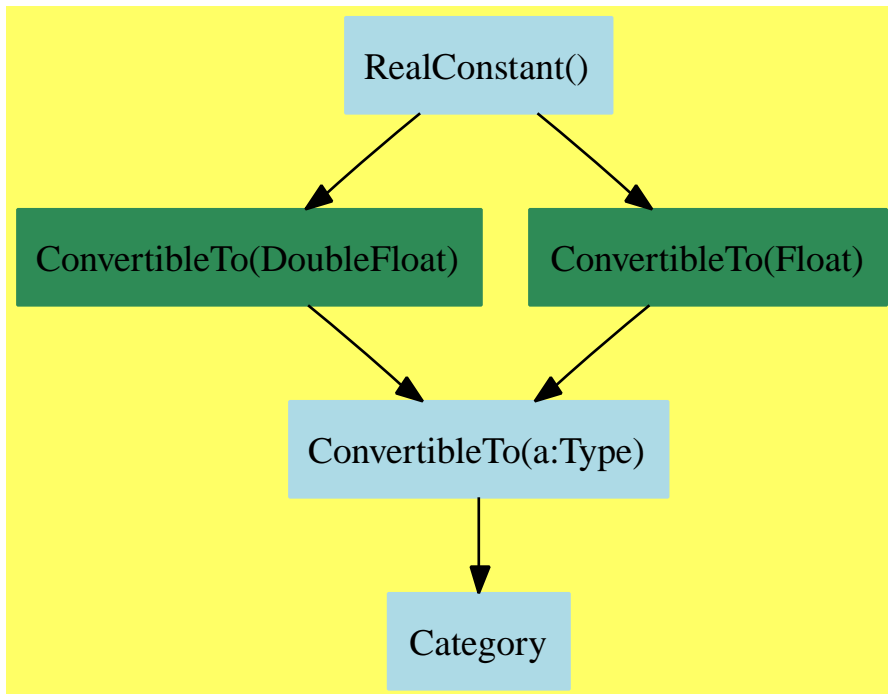 RealConstant()
ConvertibleTo(DoubleFloat)
ConvertibleTo(Float)
ConvertibleTo(a:Type)
Category